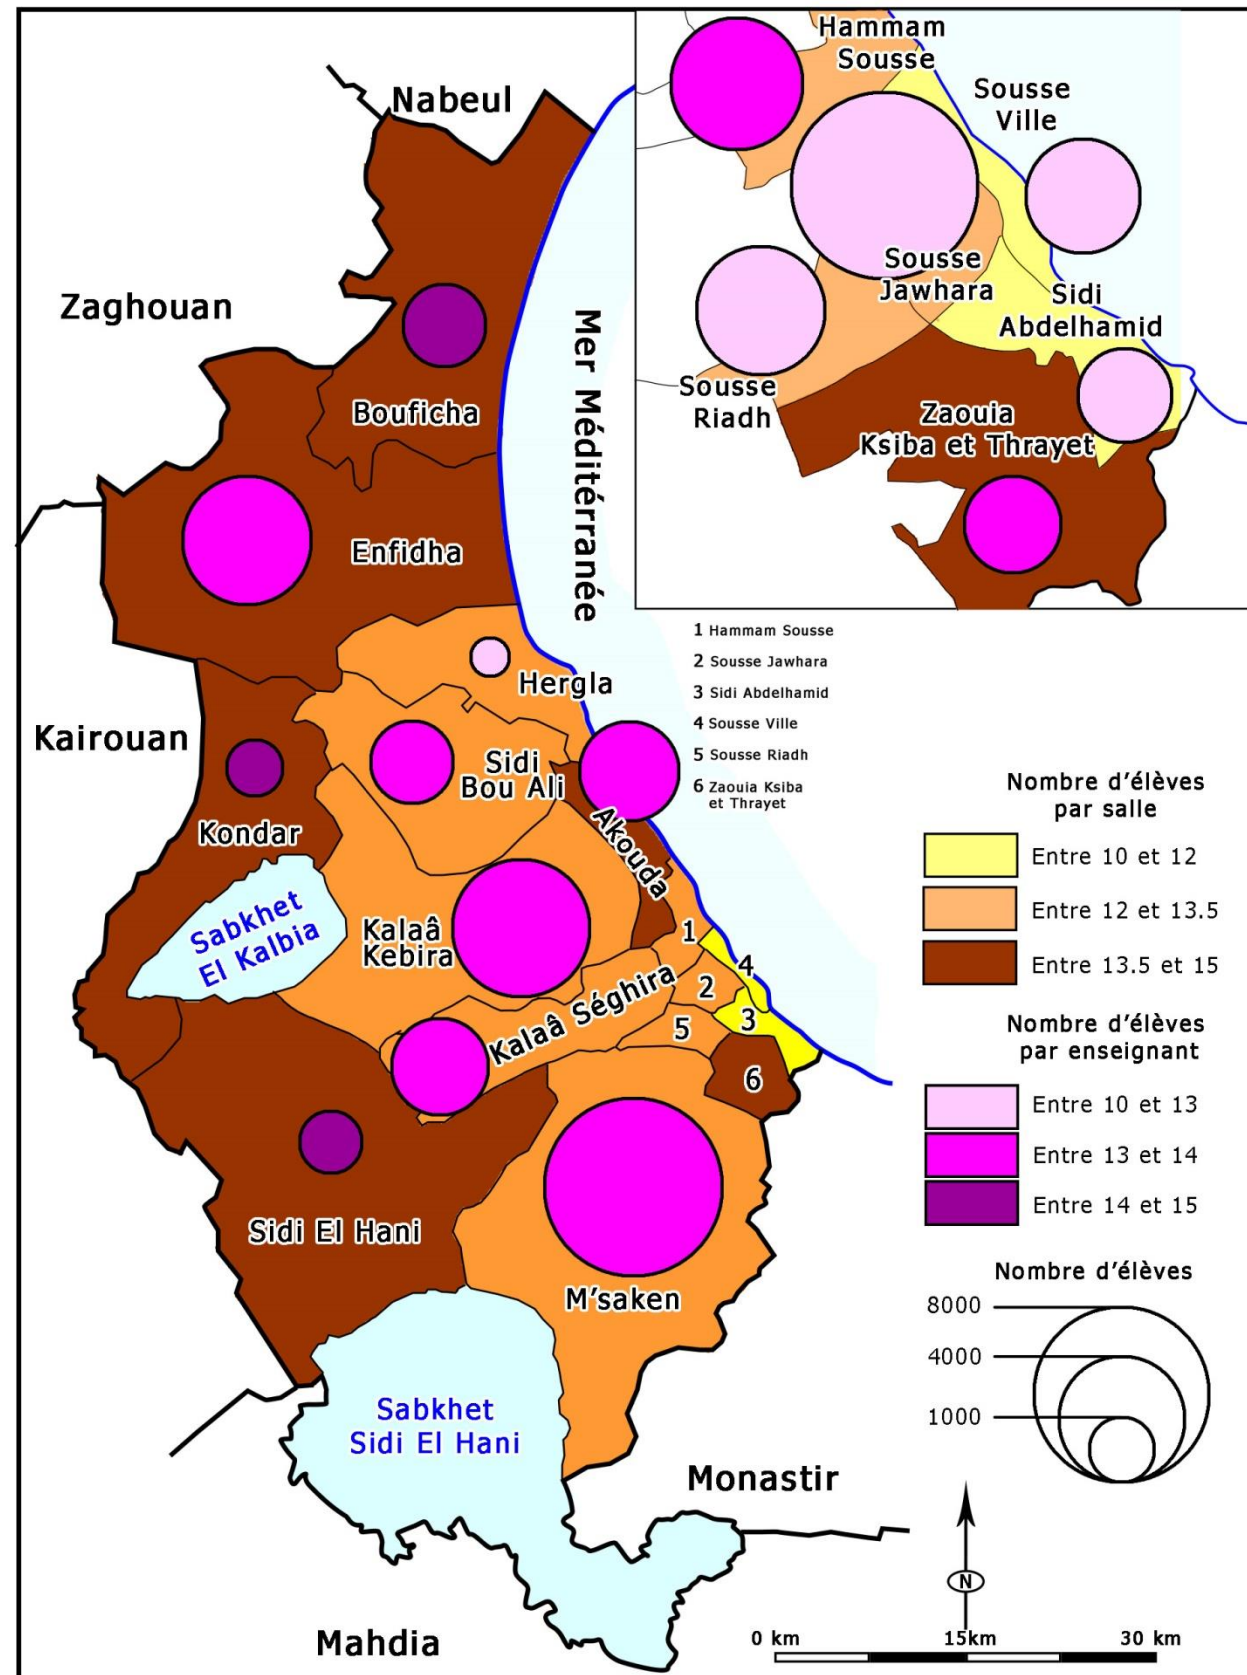 Nabeul
Zaghouan
Bouficha
Enfidha
Mer Méditérranée
Hergla
Kairouan
Sidi
Bou Ali
Kondar
Akouda
Sabkhet
El Kalbia
Kalaâ
Kebira
Kalaâ Séghira
1
4
2
3
5
6
Sidi El Hani
M'saken
Sabkhet
Sidi El Hani
Monastir
Mahdia
Hammam
Sousse
Sousse
Ville
Sousse
Jawhara
Sidi
Abdelhamid
Sousse
Riadh
Zaouia
Ksiba et Thrayet
1 Hammam Sousse
2 Sousse Jawhara
3 Sidi Abdelhamid
4 Sousse Ville
5 Sousse Riadh
6 Zaouia Ksiba
et Thrayet
Nombre d'élèves
par salle
Entre 10 et 12
Entre 12 et 13.5
Entre 13.5 et 15
Nombre d'élèves
par enseignant
Entre 10 et 13
Entre 13 et 14
Entre 14 et 15
Nombre d'élèves
8000
4000
1000
N
0 km 15km 30 km